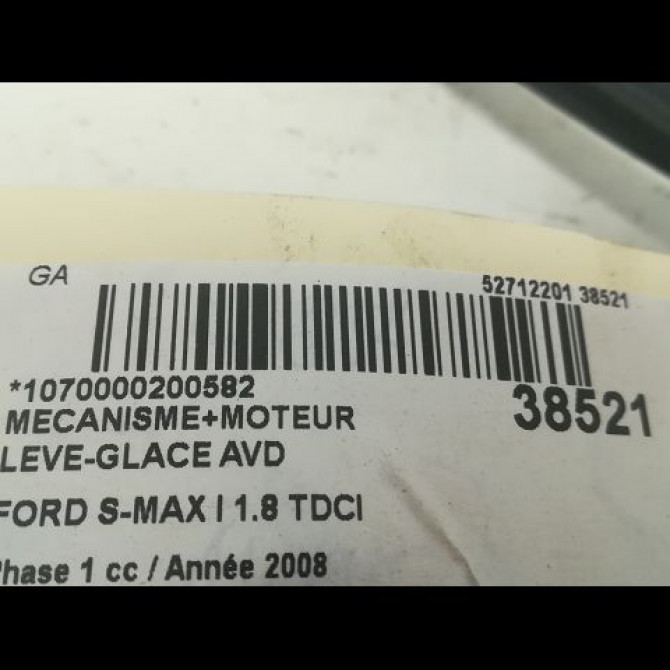 GA
52712201 38521
*1070000200582
38521
MECANISME+MOTEUR
LEVE-GLACE AVD
FORD S-MAX I 1.8 TDCI
Phase 1 cc / Année 2008